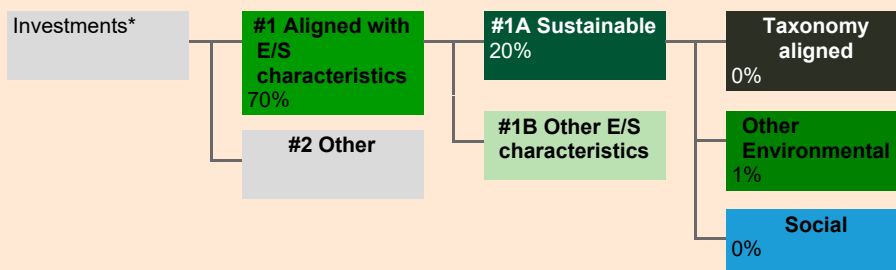 Investments*
#1 Aligned with
E/S
characteristics
70%
#2 Other
#1A Sustainable
20%
#1B Other E/S
characteristics
Taxonomy
aligned
0%
Other
Environmental
1%
Social
0%